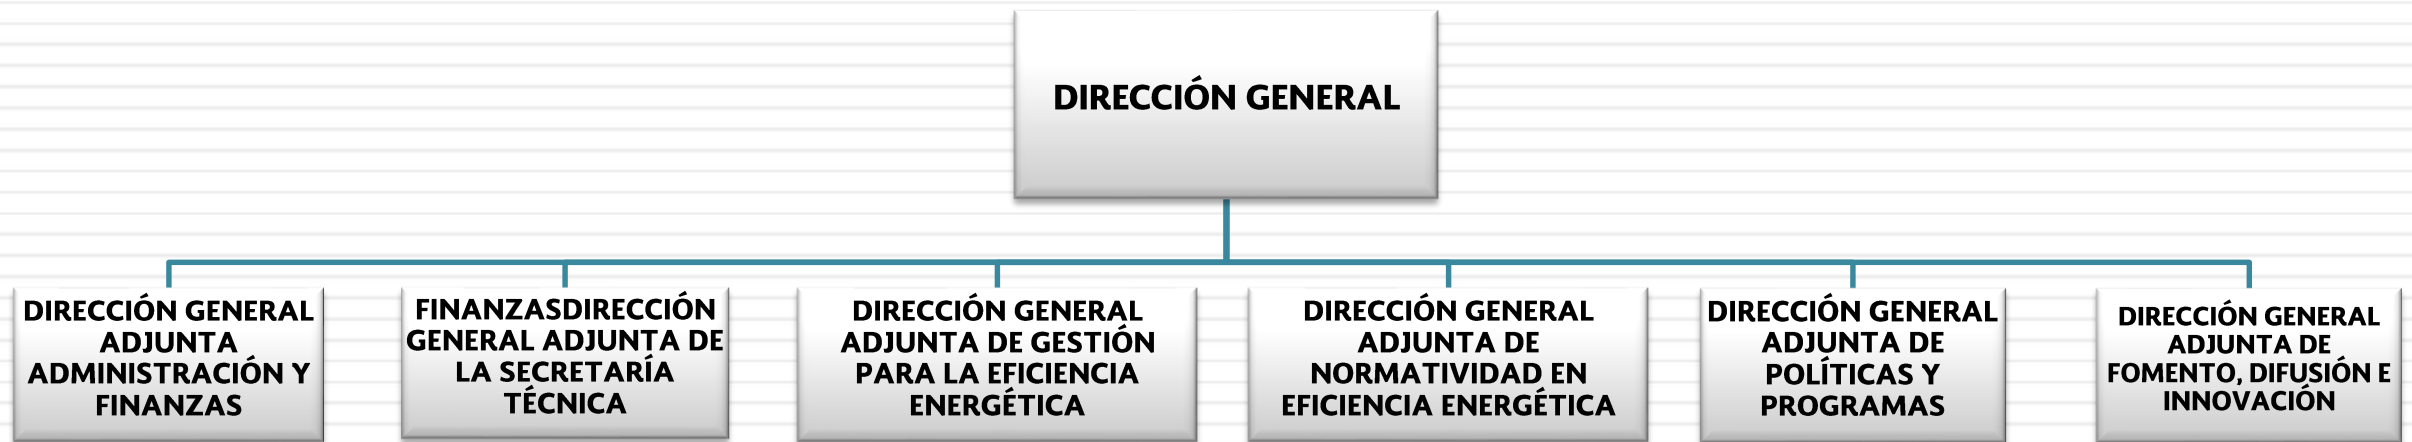 DIRECCIÓN GENERAL
DIRECCIÓN GENERAL
ADJUNTA
ADMINISTRACIÓN Y
FINANZAS
FINANZASDIRECCIÓN
GENERAL ADJUNTA DE
LA SECRETARÍA
TÉCNICA
DIRECCIÓN GENERAL
ADJUNTA DE GESTIÓN
PARA LA EFICIENCIA
ENERGÉTICA
DIRECCIÓN GENERAL
ADJUNTA DE
NORMATIVIDAD EN
EFICIENCIA ENERGÉTICA
DIRECCIÓN GENERAL
ADJUNTA DE
POLÍTICAS Y
PROGRAMAS
DIRECCIÓN GENERAL
ADJUNTA DE
FOMENTO, DIFUSIÓN E
INNOVACIÓN